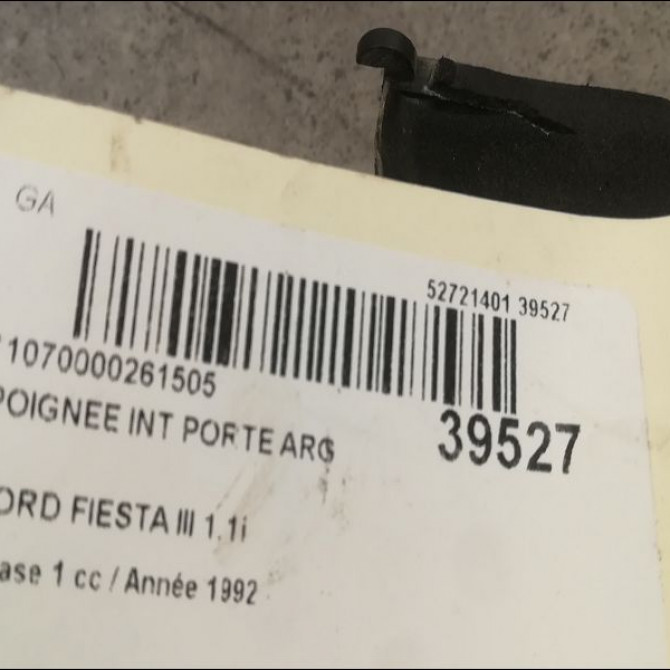 GA
52721401 39527
1070000261505
POIGNEE INT PORTE ARG
39527
ORD FIESTA III 1.1i
ase 1 cc / Année 1992